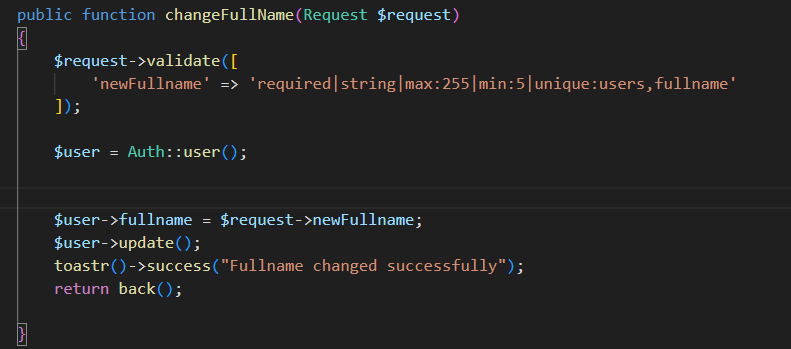 public function changeFullName(Request $request)
{
    $request->validate([
        'newFullname' => 'required|string|max:255|min:5|unique:users,fullname'
    ]);
    $user = Auth::user();
    $user->fullname = $request->newFullname;
    $user->update();
    toastr()->success("Fullname changed successfully");
    return back();
}